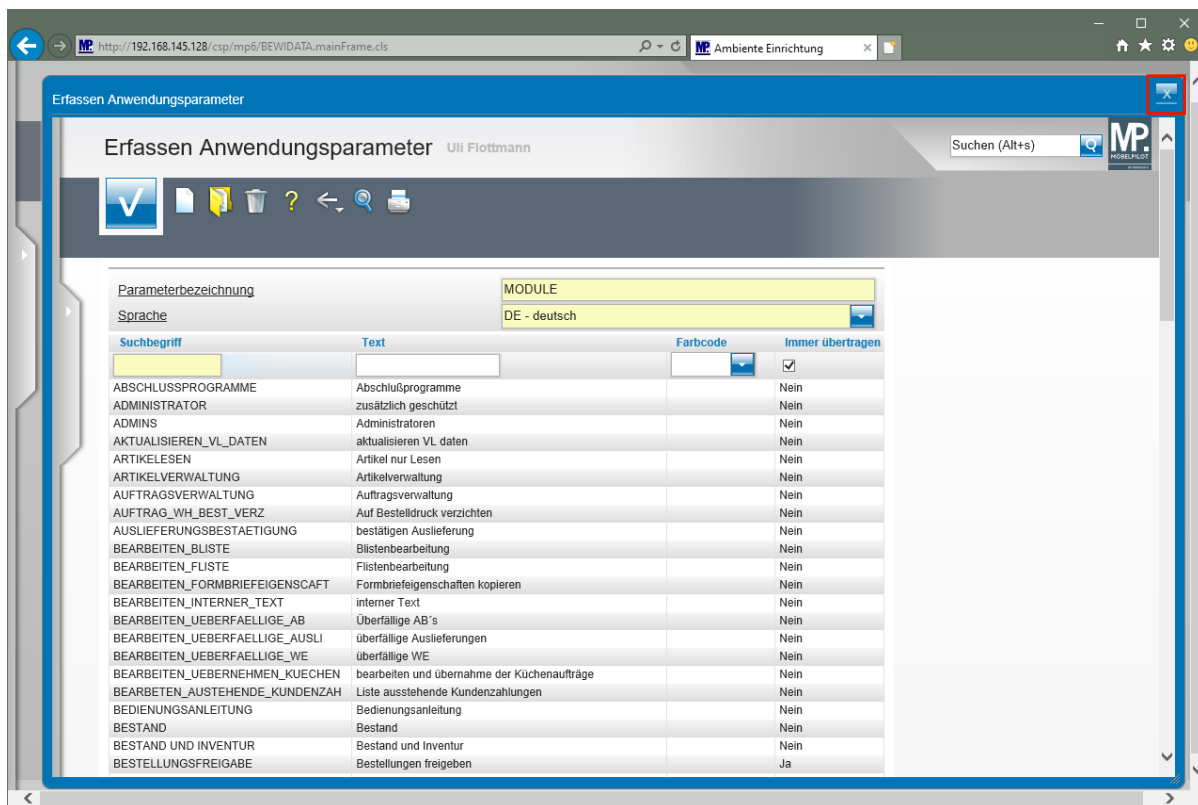 http://192.168.145.128/csp/mp6/BEWIDATA.mainFrame.cls
MP. Ambiente Einrichtung
Erfassen Anwendungsparameter
X
Erfassen Anwendungsparameter Uli Flottmann
Suchen (Alt+s)
MP.
MÖBELPILOT
?
Parameterbezeichnung MODULE
Sprache DE - deutsch
Suchbegriff Text Farbcode Immer übertragen
ABSCHLUSSPROGRAMME Abschlußprogramme Nein
ADMINISTRATOR zusätzlich geschützt Nein
ADMINS Administratoren Nein
AKTUALISIEREN_VL_DATEN aktualisieren VL daten Nein
ARTIKELESEN Artikel nur Lesen Nein
ARTIKELVERWALTUNG Artikelverwaltung Nein
AUFTRAGSVERWALTUNG Auftragsverwaltung Nein
AUFTRAG_WH_BEST_VERZ Auf Bestelldruck verzichten Nein
AUSLIEFERUNGSBESTAETIGUNG bestätigen Auslieferung Nein
BEARBEITEN_BLISTE Blistenbearbeitung Nein
BEARBEITEN_FLISTE Flistenbearbeitung Nein
BEARBEITEN_FORMBRIEFEIGENSCAFT Formbriefeigenschaften kopieren Nein
BEARBEITEN_INTERNER_TEXT interner Text Nein
BEARBEITEN_UEBERFAELLIGE_AB Überfällige AB´s Nein
BEARBEITEN_UEBERFAELLIGE_AUSLI überfällige Auslieferungen Nein
BEARBEITEN_UEBERFAELLIGE_WE überfällige WE Nein
BEARBEITEN_UEBERNEHMEN_KUECHEN bearbeiten und übernahme der Küchenaufträge Nein
BEARBETEN_AUSTEHENDE_KUNDENZAH Liste ausstehende Kundenzahlungen Nein
BEDIENUNGSANLEITUNG Bedienungsanleitung Nein
BESTAND Bestand Nein
BESTAND UND INVENTUR Bestand und Inventur Nein
BESTELLUNGSFREIGABE Bestellungen freigeben Ja